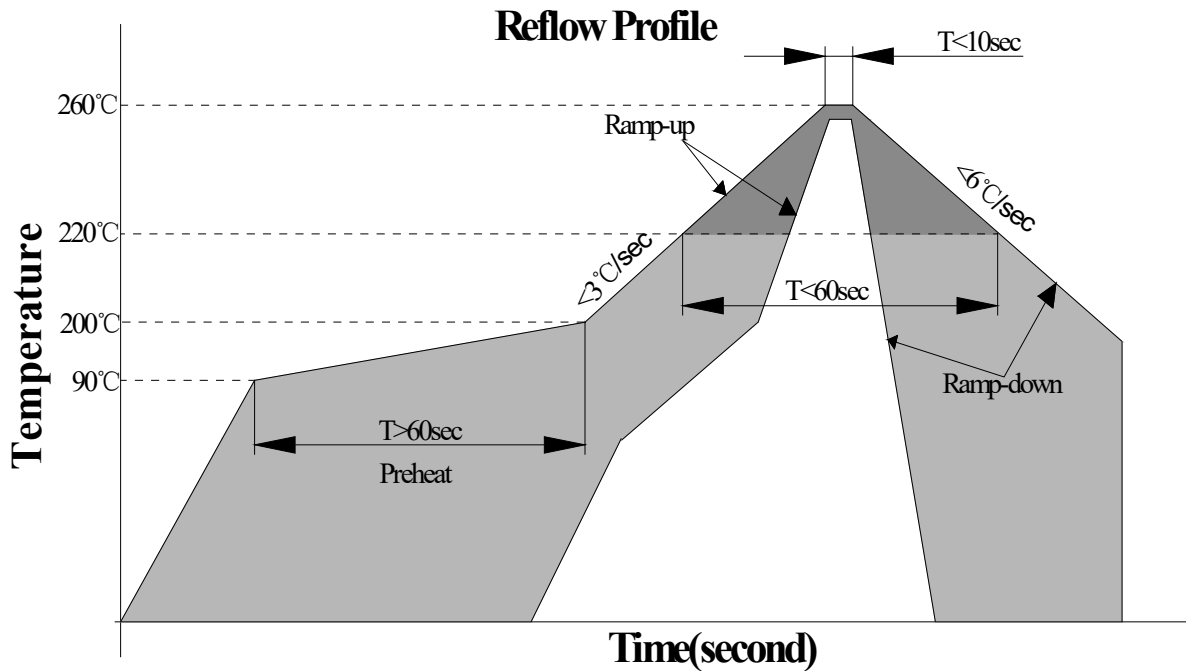 Reflow Profile
T<10sec
260℃
Ramp-up
<6℃/sec
220℃
<3℃/sec
T<60sec
200℃
90℃
Ramp-down
T>60sec
Preheat
Temperature
Time(second)